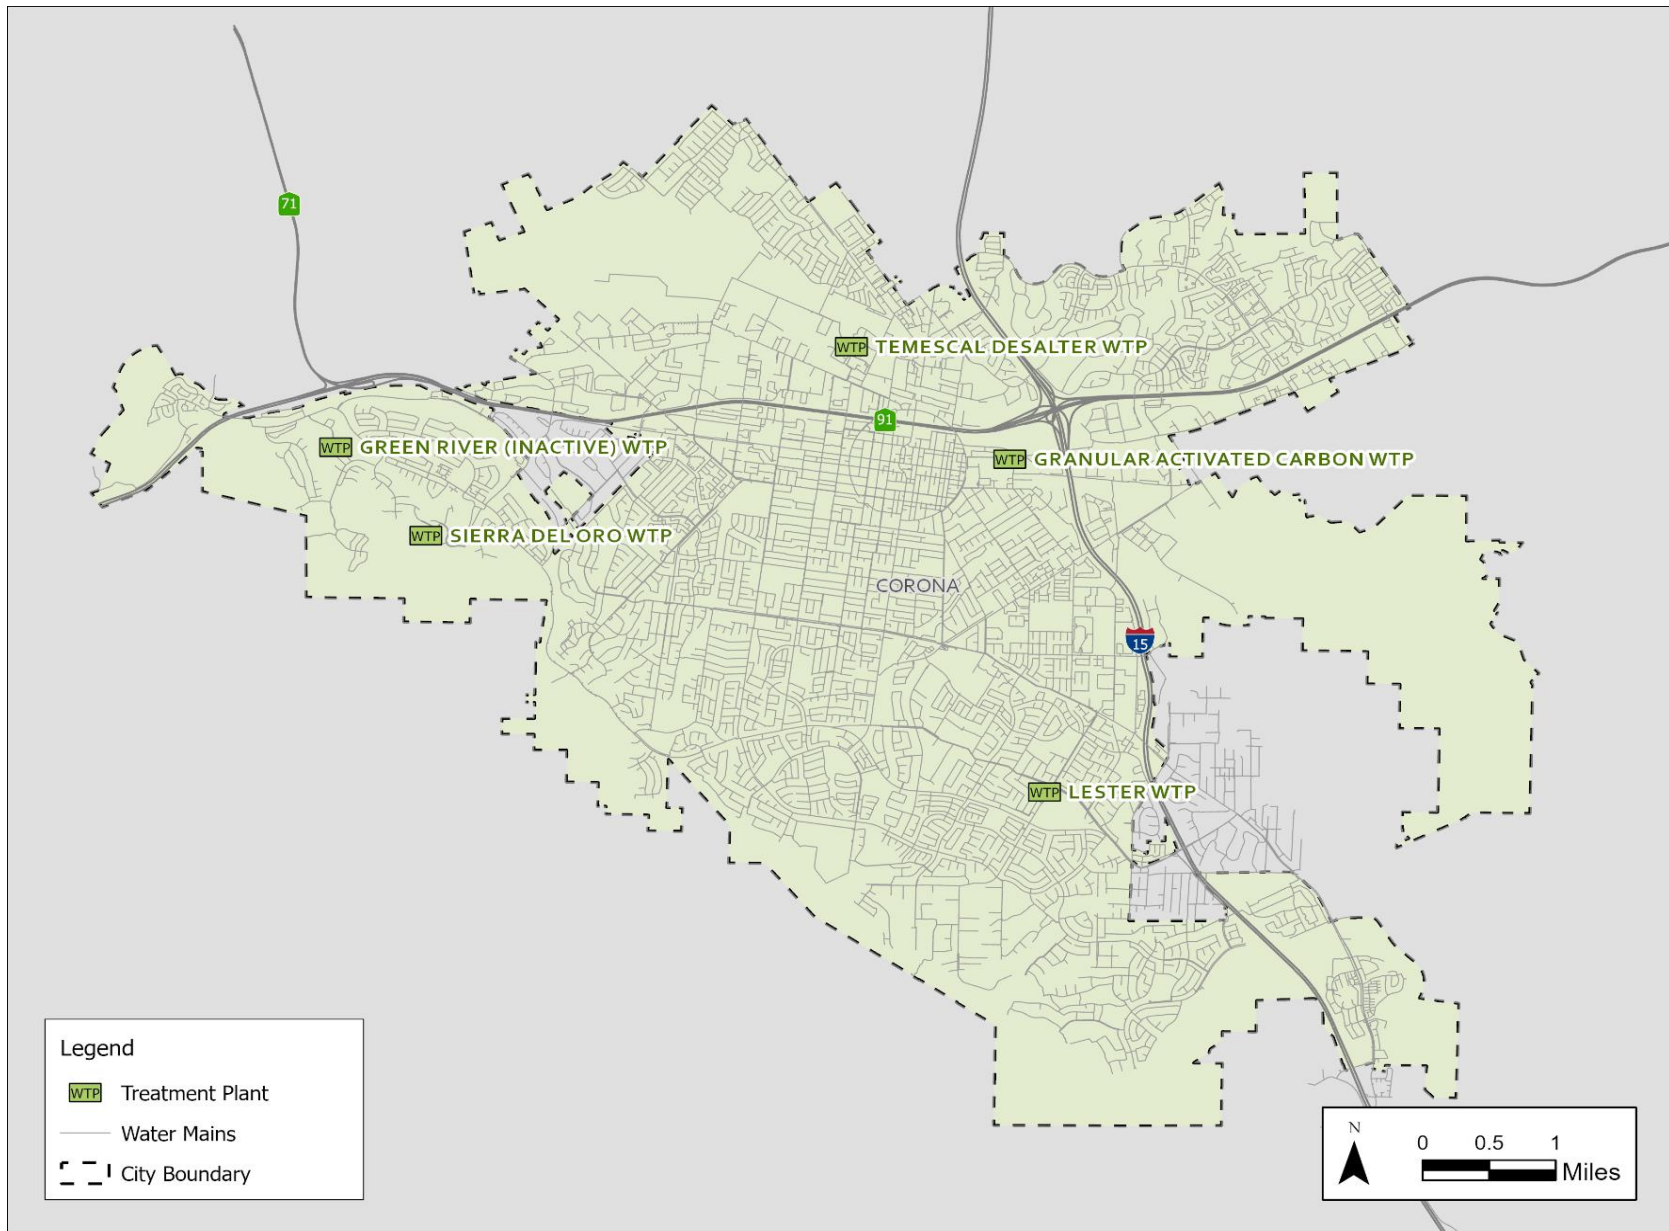 71
WTP TEMESCAL DESALTER WTP
91
WTP GREEN RIVER (INACTIVE) WTP
WTP GRANULAR ACTIVATED CARBON WTP
WTP SIERRA DEL ORO WTP
CORONA
15
WTP LESTER WTP
Legend
WTP Treatment Plant
Water Mains
City Boundary
N
0 0.5 1
Miles